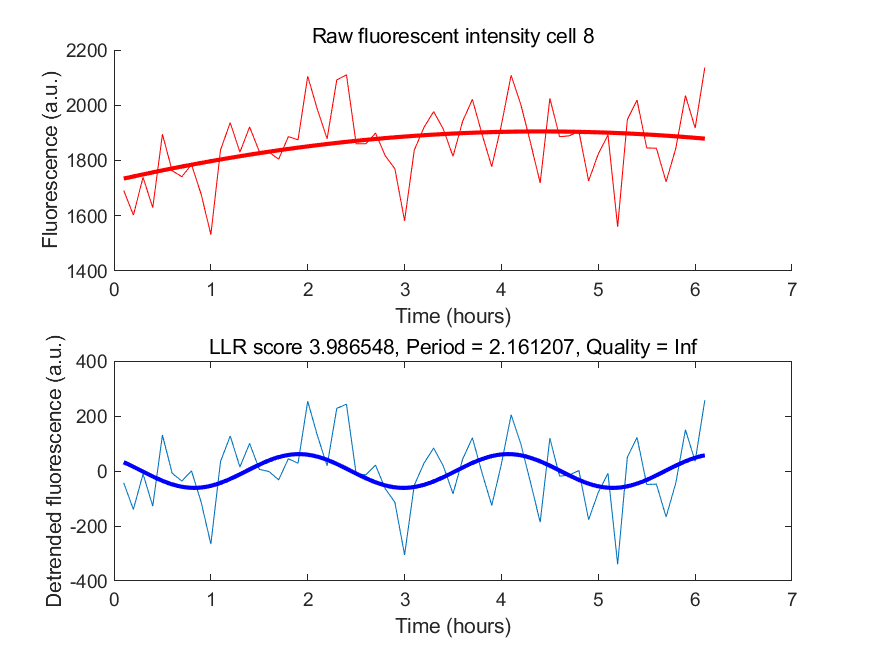 Raw fluorescent intensity cell 8
2200
2000
1800
1600
1400
Fluorescence (a.u.)
0 1 2 3 4 5 6 7
Time (hours)
LLR score 3.986548, Period = 2.161207, Quality = Inf
400
200
0
-200
-400
Detrended fluorescence (a.u.)
0 1 2 3 4 5 6 7
Time (hours)